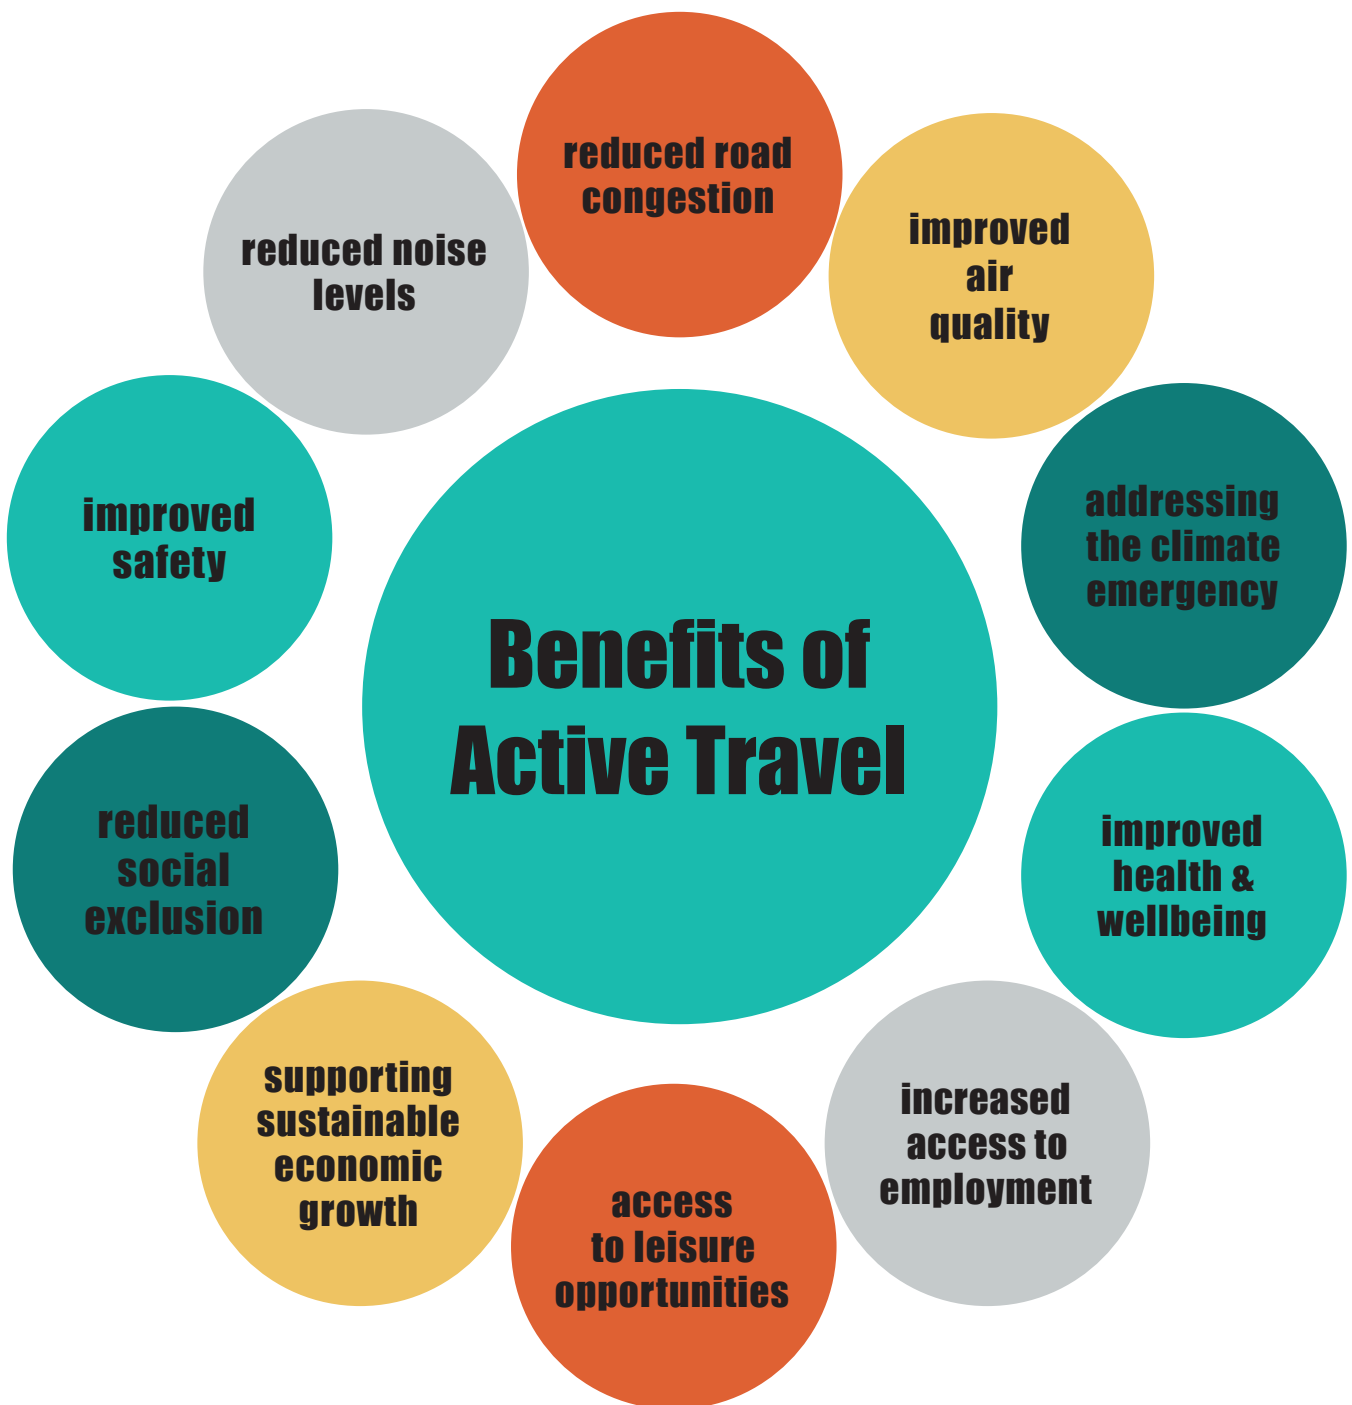 reduced road
congestion
improved
air
quality
addressing
the climate
emergency
improved
health &
wellbeing
increased
access to
employment
access
to leisure
opportunities
supporting
sustainable
economic
growth
reduced
social
exclusion
improved
safety
reduced noise
levels
Benefits of
Active Travel